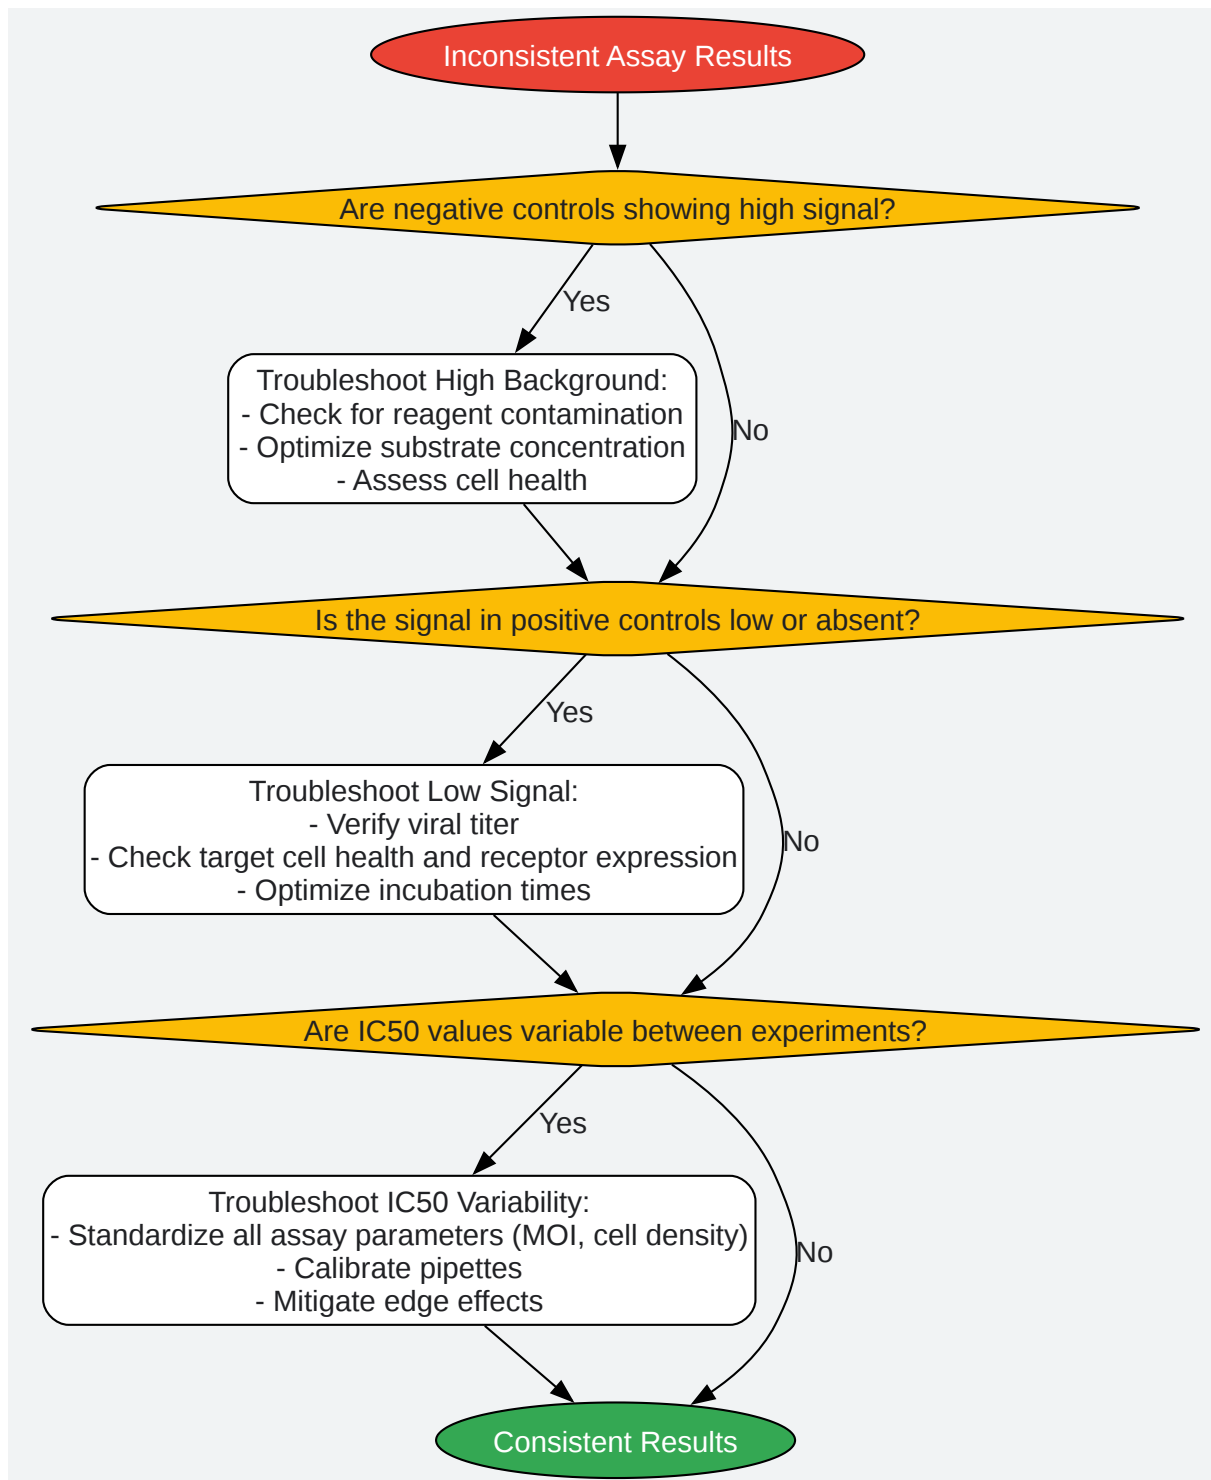 Inconsistent Assay Results
Are negative controls showing high signal?
Yes
Troubleshoot High Background:
- Check for reagent contamination
- Optimize substrate concentration
- Assess cell health
No
Is the signal in positive controls low or absent?
Yes
Troubleshoot Low Signal:
- Verify viral titer
- Check target cell health and receptor expression
- Optimize incubation times
No
Are IC50 values variable between experiments?
Yes
Troubleshoot IC50 Variability:
- Standardize all assay parameters (MOI, cell density)
- Calibrate pipettes
- Mitigate edge effects
No
Consistent Results